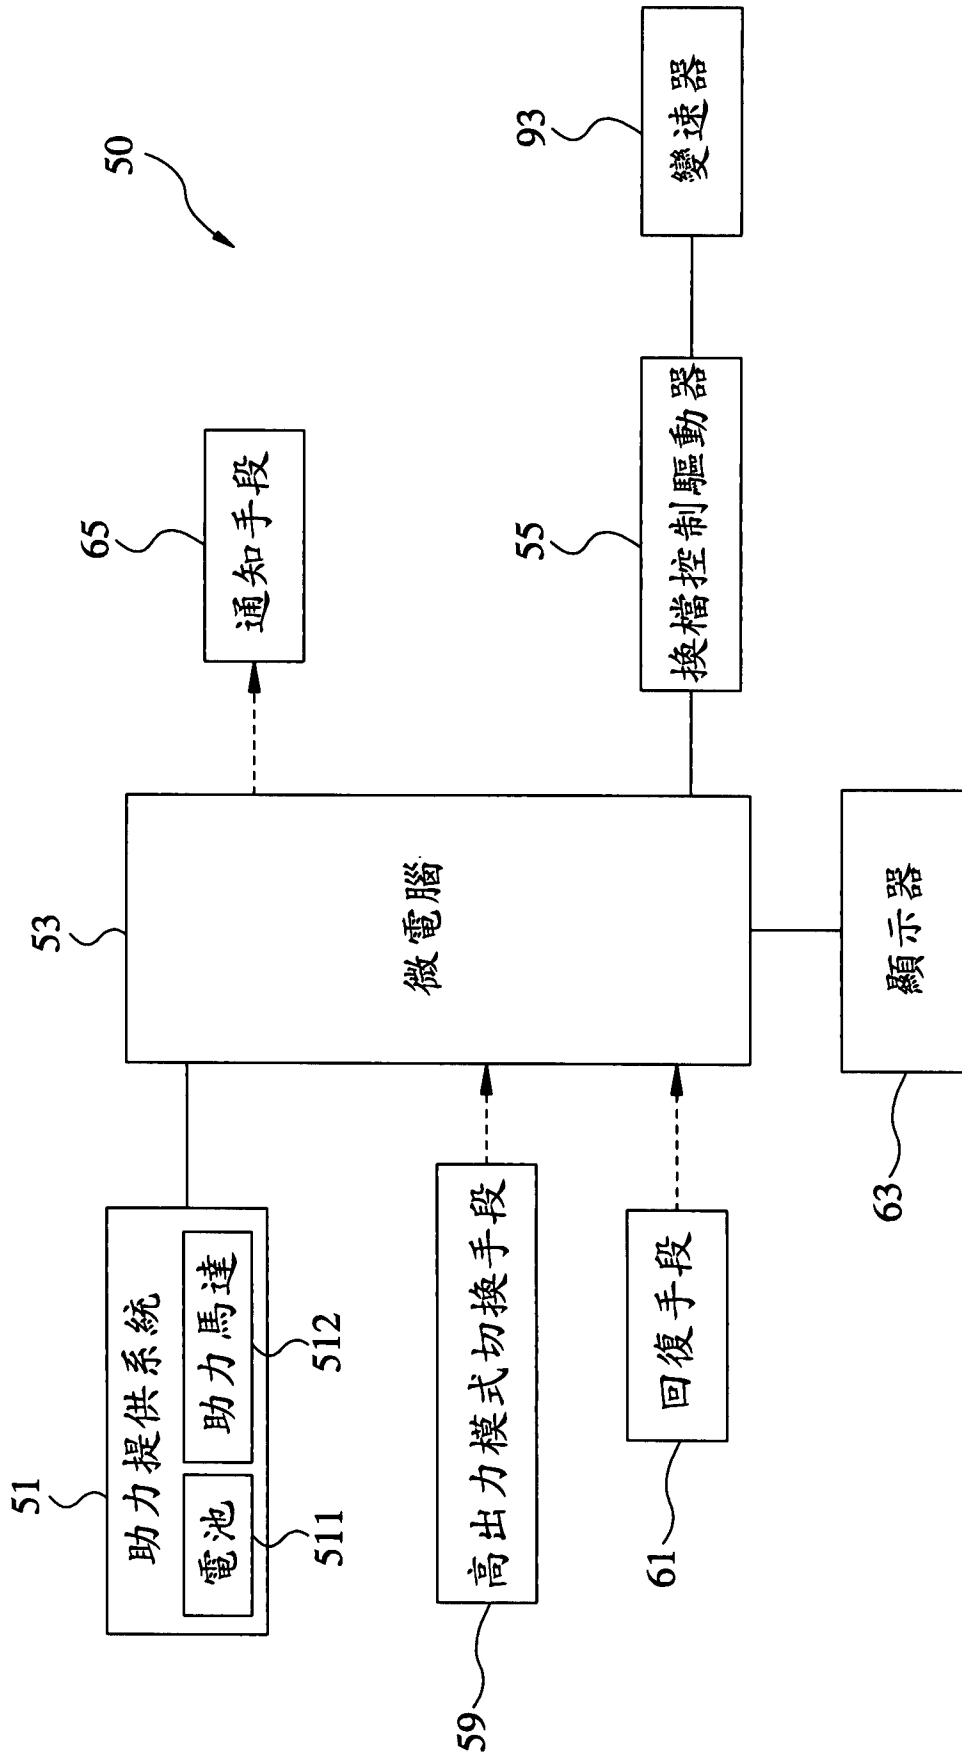 50
51
助力提供系統
電池
助力馬達
511
512
53
微電腦
65
通知手段
59
高出力模式切換手段
61
回復手段
55
換檔控制驅動器
93
變速器
63
顯示器